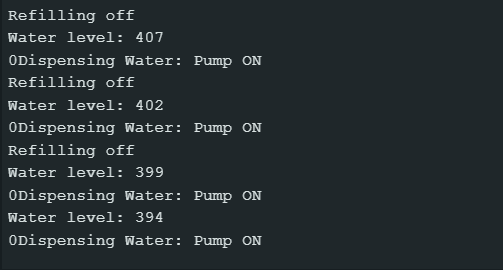 Refilling off
Water level: 407
0Dispensing Water: Pump ON
Refilling off
Water level: 402
0Dispensing Water: Pump ON
Refilling off
Water level: 399
0Dispensing Water: Pump ON
Water level: 394
0Dispensing Water: Pump ON